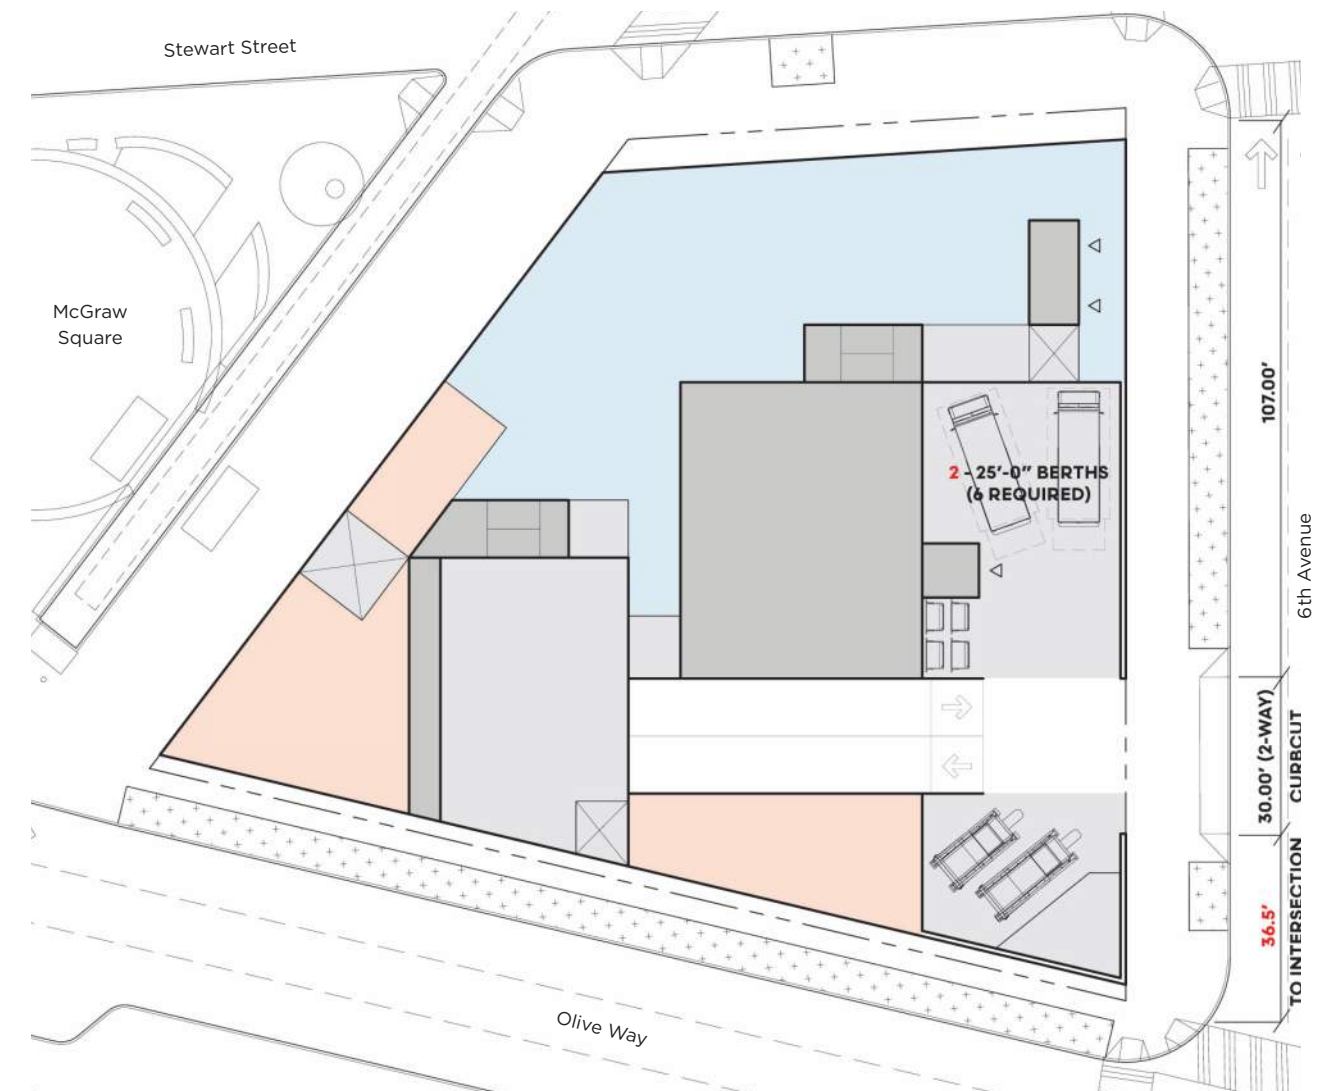 Stewart Street
McGraw
Square
107.00'
2 - 25'-0" BERTHS
(6 REQUIRED)
6th Avenue
30.00' (2-WAY)
CURBCUT
36.5'
TO INTERSECTION
Olive Way